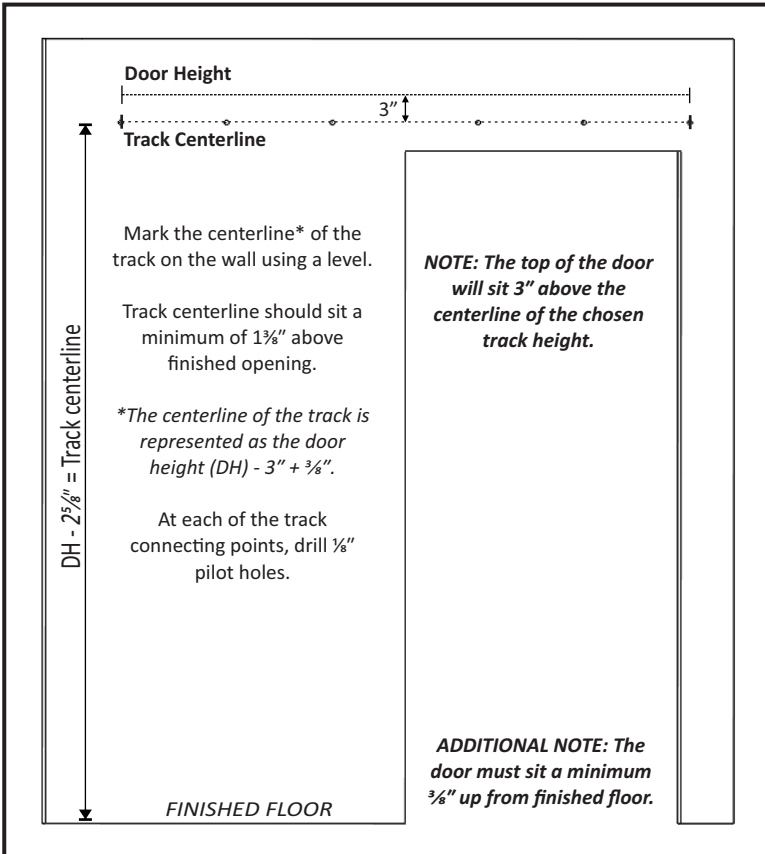 Door Height
3″
Track Centerline
DH - 2⅝″ = Track centerline
Mark the centerline* of the
track on the wall using a level.
Track centerline should sit a
minimum of 1⅜″ above
finished opening.
*The centerline of the track is
represented as the door
height (DH) - 3″ + ⅜″.
At each of the track
connecting points, drill ⅛″
pilot holes.
NOTE: The top of the door
will sit 3″ above the
centerline of the chosen
track height.
ADDITIONAL NOTE: The
door must sit a minimum
⅜″ up from finished floor.
FINISHED FLOOR